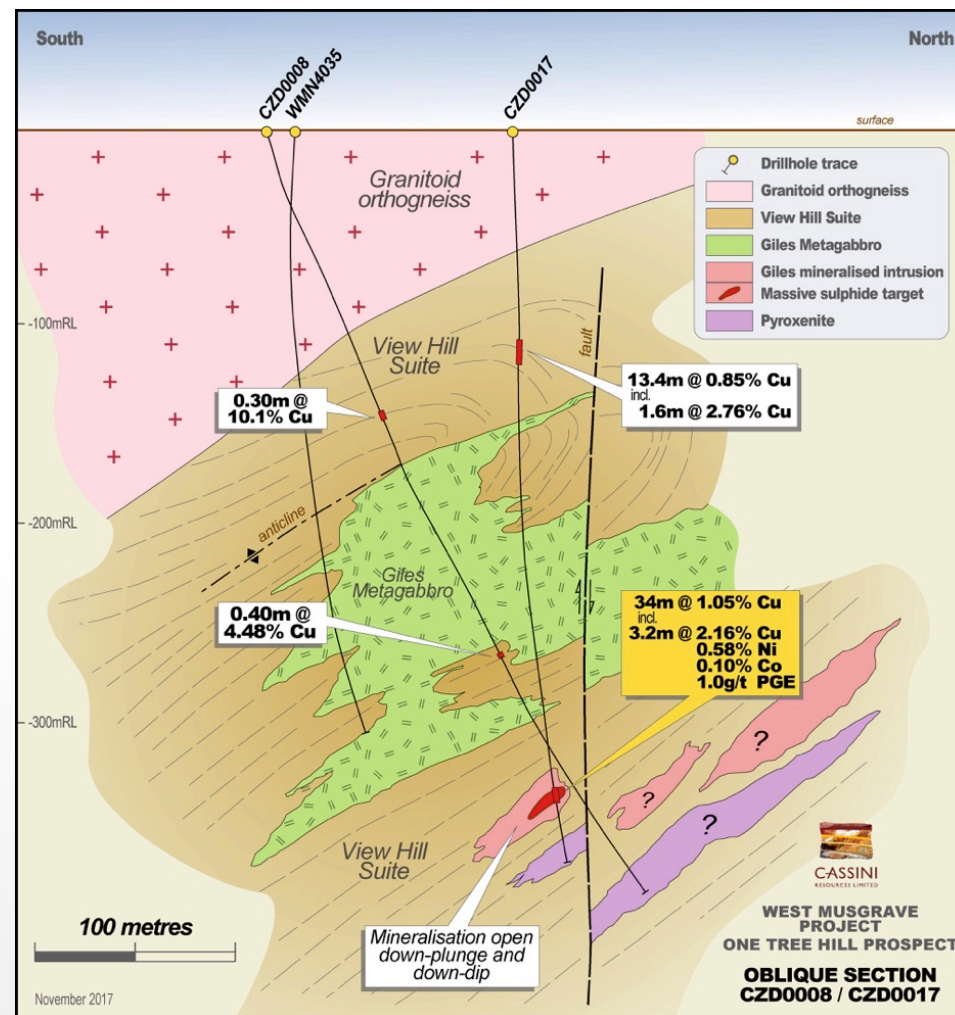 South
North
CZD0008
WMN4035
CZD0017
surface
Granitoid
orthogneiss
Drillhole trace
Granitoid orthogneiss
View Hill Suite
Giles Metagabbro
Giles mineralised intrusion
Massive sulphide target
Pyroxenite
-100mRL
View Hill
Suite
fault
13.4m @ 0.85% Cu
incl.
1.6m @ 2.76% Cu
0.30m @
10.1% Cu
-200mRL
anticline
Giles
Metagabbro
0.40m @
4.48% Cu
34m @ 1.05% Cu
incl.
3.2m @ 2.16% Cu
0.58% Ni
0.10% Co
1.0g/t PGE
-300mRL
?
?
?
View Hill
Suite
CASSINI
RESOURCES LIMITED
100 metres
Mineralisation open
down-plunge and
down-dip
WEST MUSGRAVE
PROJECT
ONE TREE HILL PROSPECT
OBLIQUE SECTION
CZD0008 / CZD0017
November 2017